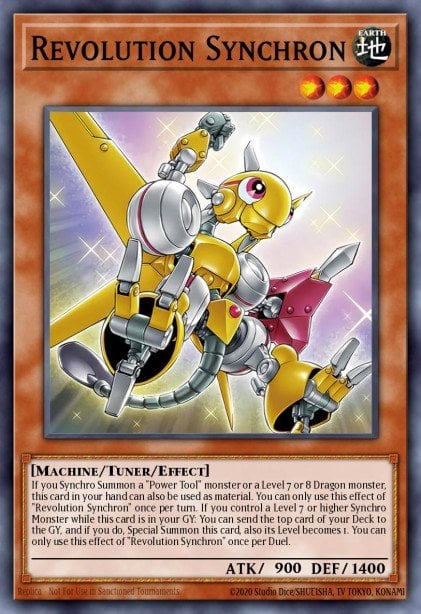 REVOLUTION SYNCHRON
EARTH
地
[MACHINE/TUNER/EFFECT]
If you Synchro Summon a "Power Tool" monster or a Level 7 or 8 Dragon monster,
this card in your hand can also be used as material. You can only use this effect of
"Revolution Synchron" once per turn. If you control a Level 7 or higher Synchro
Monster while this card is in your GY: You can send the top card of your Deck to
the GY, and if you do, Special Summon this card, also its Level becomes 1. You can
only use this effect of "Revolution Synchron" once per Duel.
ATK/ 900 DEF/1400
Replica - Not For Use in Sanctioned Tournaments
©2020 Studio Dice/SHUEISHA, TV TOKYO, KONAMI